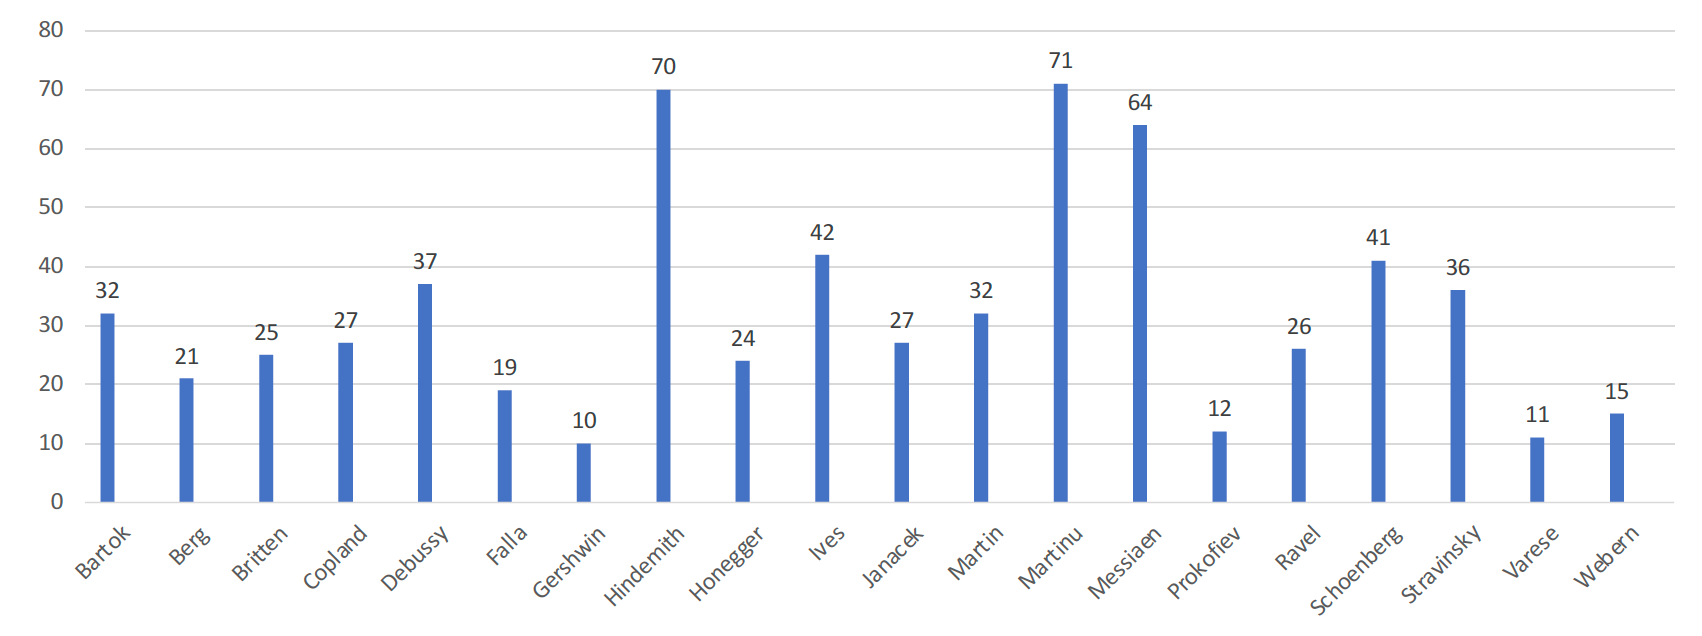 80
70
60
50
40
30
20
10
0
32
21
25
27
37
19
10
70
24
42
27
32
71
64
12
26
41
36
11
15
Bartok
Berg
Britten
Copland
Debussy
Falla
Gershwin
Hindemith
Honegger
Ives
Janacek
Martin
Martinu
Messiaen
Prokofiev
Ravel
Schoenberg
Stravinsky
Varese
Webern